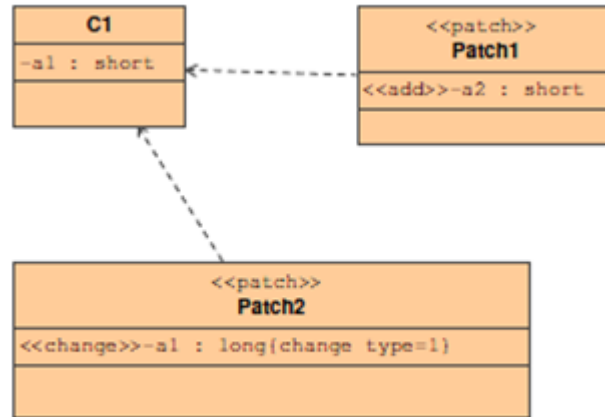 C1
-a1 : short
<<patch>>
Patch1
<<add>>-a2 : short
<<patch>>
Patch2
<<change>>-a1 : long{change type=1}